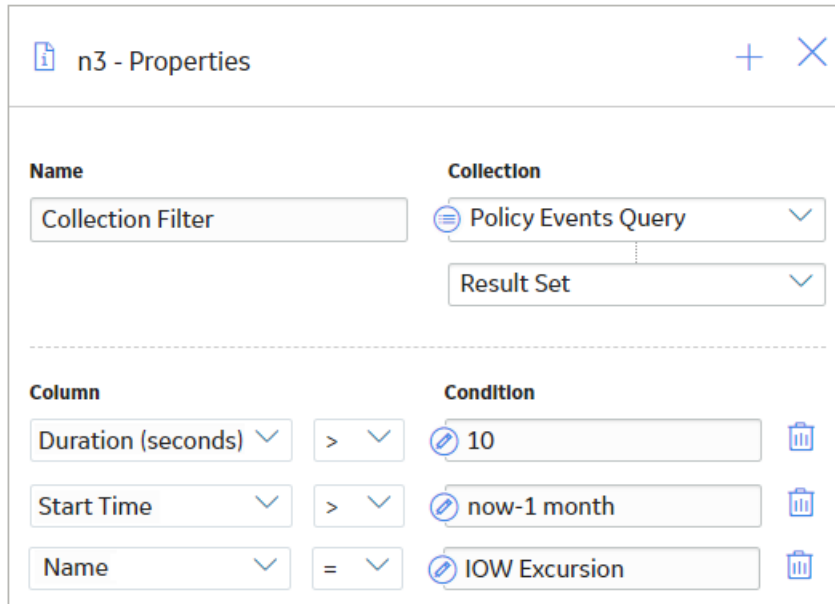 n3 - Properties
Name
Collection
Collection Filter
Policy Events Query
Result Set
Column
Condition
Duration (seconds) > 10
Start Time > now-1 month
Name = IOW Excursion